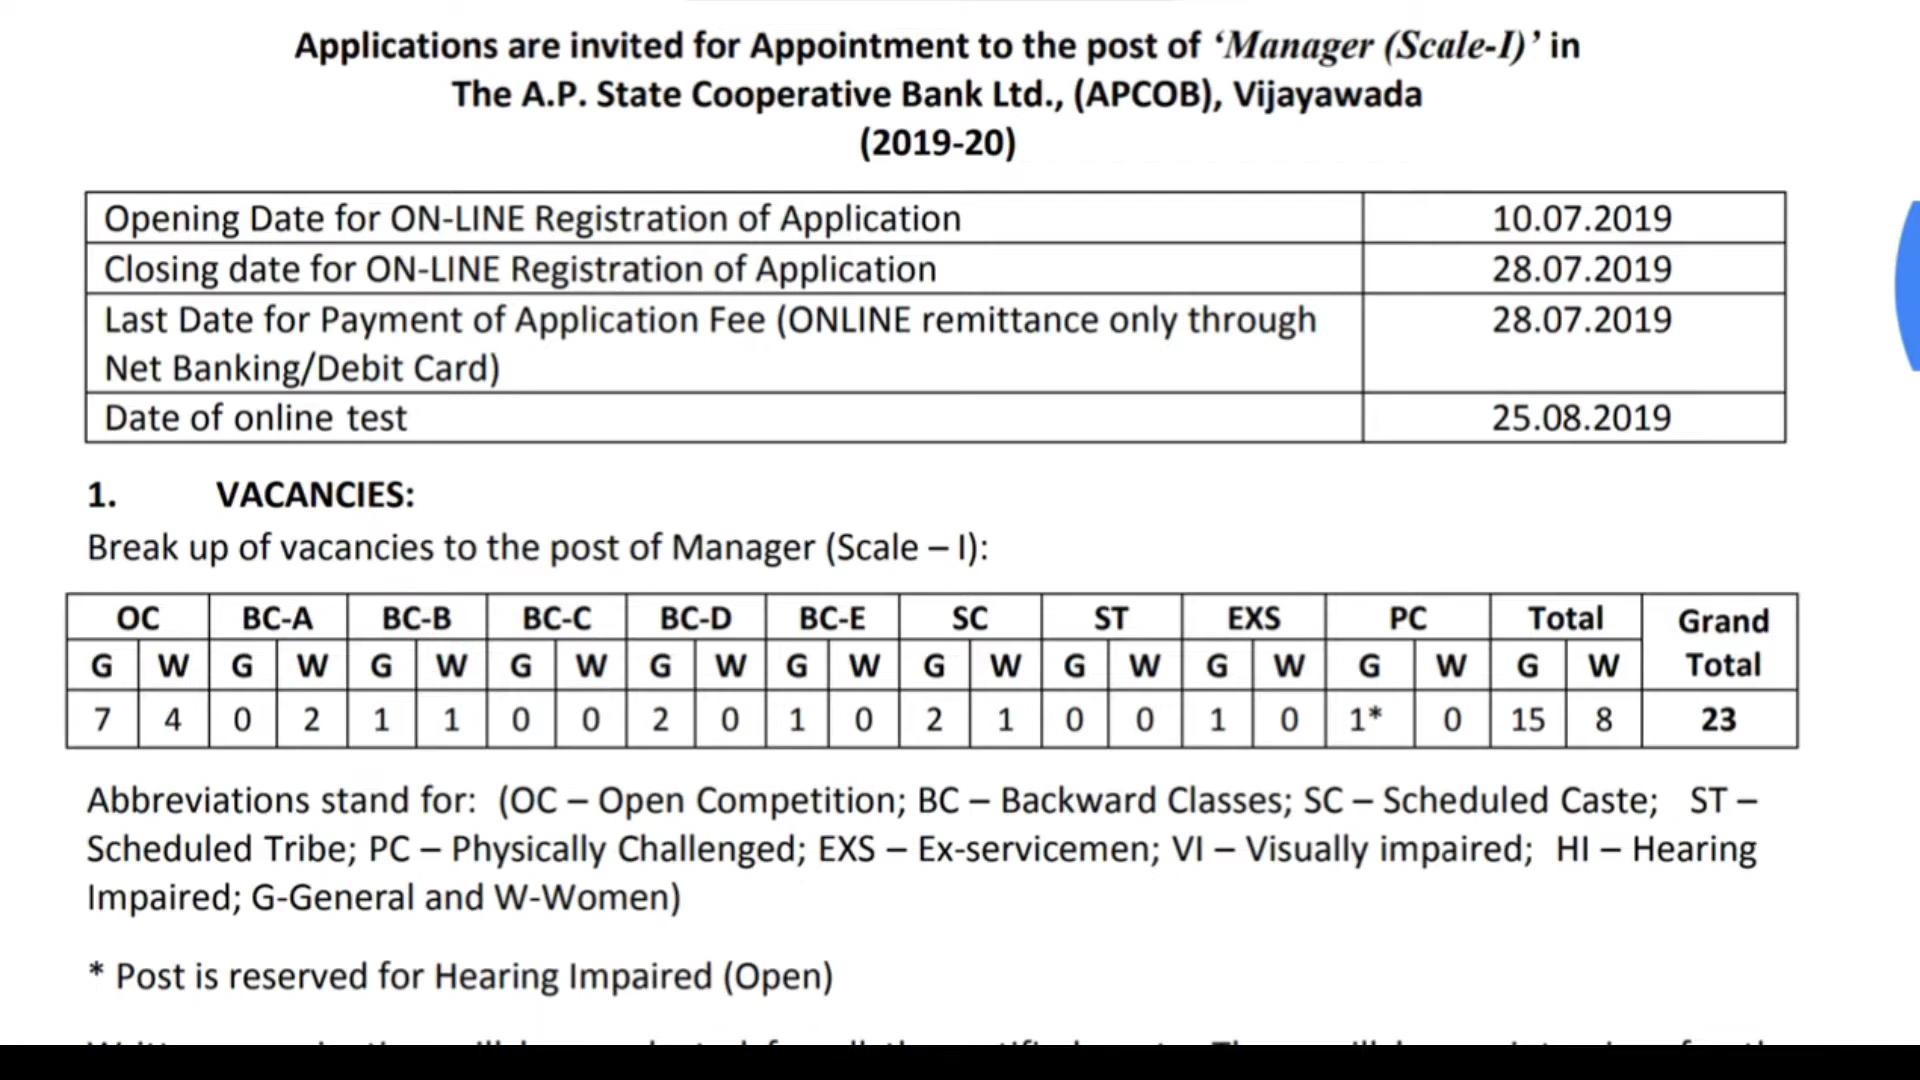 Applications are invited for Appointment to the post of ‘Manager (Scale-I)’ in
The A.P. State Cooperative Bank Ltd., (APCOB), Vijayawada
(2019-20)
Opening Date for ON-LINE Registration of Application 10.07.2019
Closing date for ON-LINE Registration of Application 28.07.2019
Last Date for Payment of Application Fee (ONLINE remittance only through 28.07.2019
Net Banking/Debit Card)
Date of online test 25.08.2019
1. VACANCIES:
Break up of vacancies to the post of Manager (Scale – I):
OC BC-A BC-B BC-C BC-D BC-E SC ST EXS PC Total Grand
G W G W G W G W G W G W G W G W G W G W G W Total
7 4 0 2 1 1 0 0 2 0 1 0 2 1 0 0 1 0 1* 0 15 8 23
Abbreviations stand for: (OC – Open Competition; BC – Backward Classes; SC – Scheduled Caste; ST –
Scheduled Tribe; PC – Physically Challenged; EXS – Ex-servicemen; VI – Visually impaired; HI – Hearing
Impaired; G-General and W-Women)
* Post is reserved for Hearing Impaired (Open)